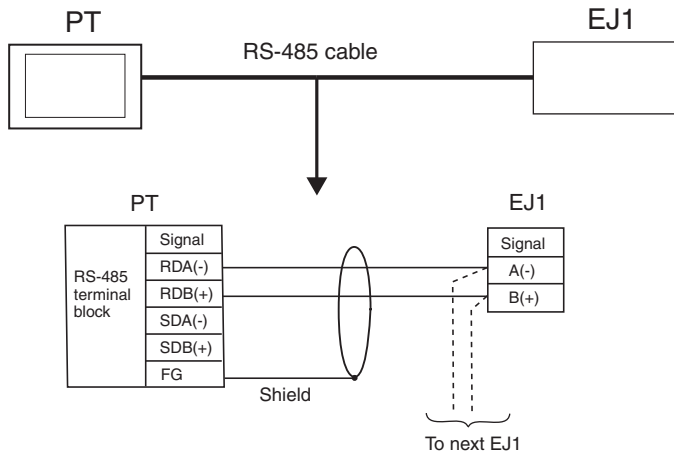 PT
EJ1
RS-485 cable
PT
EJ1
RS-485
terminal
block
Signal
RDA(-)
RDB(+)
SDA(-)
SDB(+)
FG
Signal
A(-)
B(+)
Shield
To next EJ1